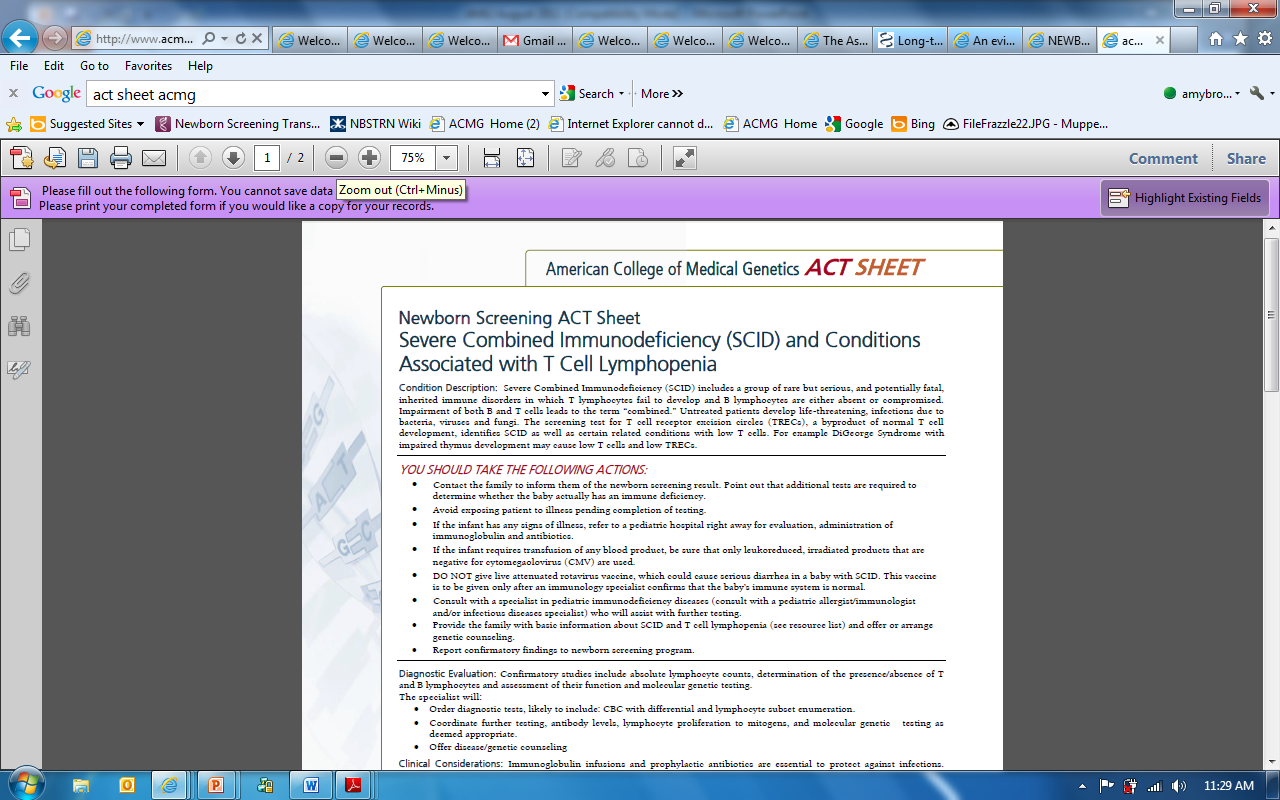 http://www.acm...
Welco...
Welco...
Welco...
Gmail ...
Welco...
Welco...
Welco...
The As...
Long-t...
An evi...
NEWB...
ac...
File Edit Go to Favorites Help
x Google act sheet acmg Search More >> amybro...
Suggested Sites Newborn Screening Trans... NBSTRN Wiki ACMG Home (2) Internet Explorer cannot d... ACMG Home Google Bing FileFrazzle22.JPG - Muppe...
1 / 2 75% Comment Share
Please fill out the following form. You cannot save data
Zoom out (Ctrl+Minus)
Please print your completed form if you would like a copy for your records.
Highlight Existing Fields
American College of Medical Genetics ACT SHEET
Newborn Screening ACT Sheet
Severe Combined Immunodeficiency (SCID) and Conditions
Associated with T Cell Lymphopenia
Condition Description: Severe Combined Immunodeficiency (SCID) includes a group of rare but serious, and potentially fatal,
inherited immune disorders in which T lymphocytes fail to develop and B lymphocytes are either absent or compromised.
Impairment of both B and T cells leads to the term “combined.” Untreated patients develop life-threatening, infections due to
bacteria, viruses and fungi. The screening test for T cell receptor excision circles (TRECs), a byproduct of normal T cell
development, identifies SCID as well as certain related conditions with low T cells. For example DiGeorge Syndrome with
impaired thymus development may cause low T cells and low TRECs.
YOU SHOULD TAKE THE FOLLOWING ACTIONS:
• Contact the family to inform them of the newborn screening result. Point out that additional tests are required to
determine whether the baby actually has an immune deficiency.
• Avoid exposing patient to illness pending completion of testing.
• If the infant has any signs of illness, refer to a pediatric hospital right away for evaluation, administration of
immunoglobulin and antibiotics.
• If the infant requires transfusion of any blood product, be sure that only leukoreduced, irradiated products that are
negative for cytomegaolovirus (CMV) are used.
• DO NOT give live attenuated rotavirus vaccine, which could cause serious diarrhea in a baby with SCID. This vaccine
is to be given only after an immunology specialist confirms that the baby’s immune system is normal.
• Consult with a specialist in pediatric immunodeficiency diseases (consult with a pediatric allergist/immunologist
and/or infectious diseases specialist) who will assist with further testing.
• Provide the family with basic information about SCID and T cell lymphopenia (see resource list) and offer or arrange
genetic counseling.
• Report confirmatory findings to newborn screening program.
Diagnostic Evaluation: Confirmatory studies include absolute lymphocyte counts, determination of the presence/absence of T
and B lymphocytes and assessment of their function and molecular genetic testing.
The specialist will:
• Order diagnostic tests, likely to include: CBC with differential and lymphocyte subset enumeration.
• Coordinate further testing, antibody levels, lymphocyte proliferation to mitogens, and molecular genetic testing as
deemed appropriate.
• Offer disease/genetic counseling
Clinical Considerations: Immunoglobulin infusions and prophylactic antibiotics are essential to protect against infections.
11:29 AM